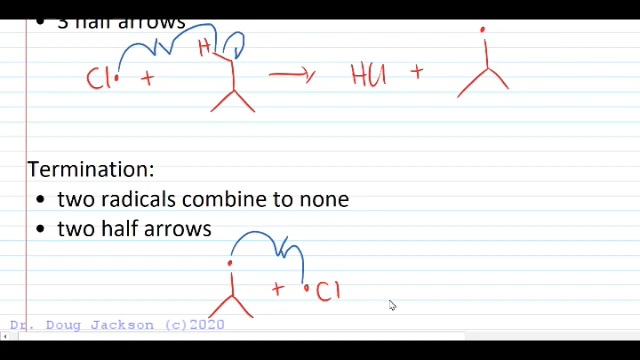 • 3 half arrows
Cl• + H → HCl + •
Termination:
• two radicals combine to none
• two half arrows
• + •Cl
Dr. Doug Jackson (c)2020